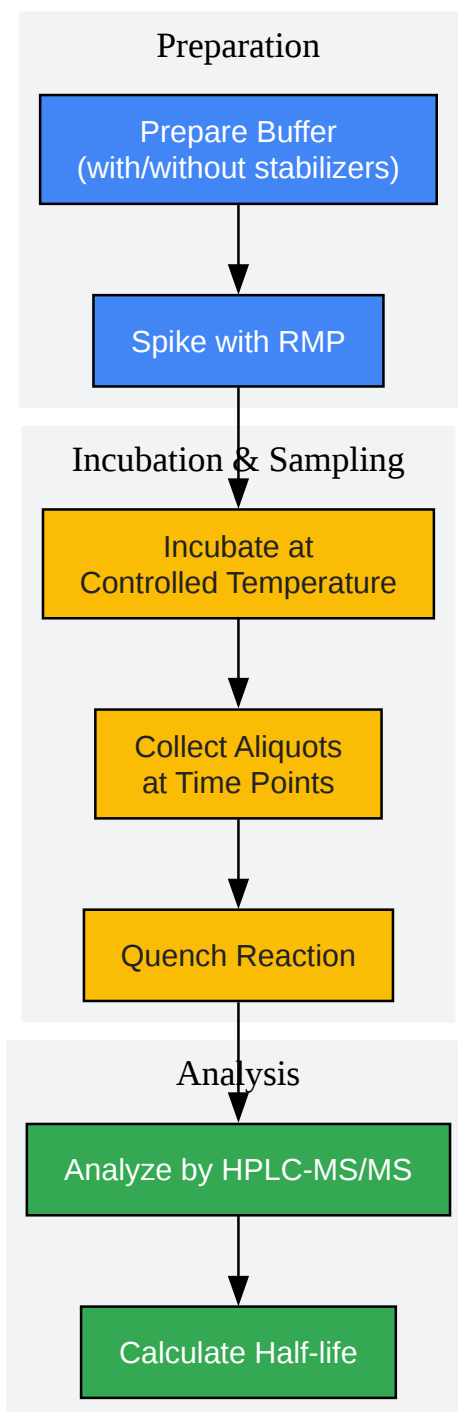 Preparation
Prepare Buffer
(with/without stabilizers)
Spike with RMP
Incubation & Sampling
Incubate at
Controlled Temperature
Collect Aliquots
at Time Points
Quench Reaction
Analysis
Analyze by HPLC-MS/MS
Calculate Half-life